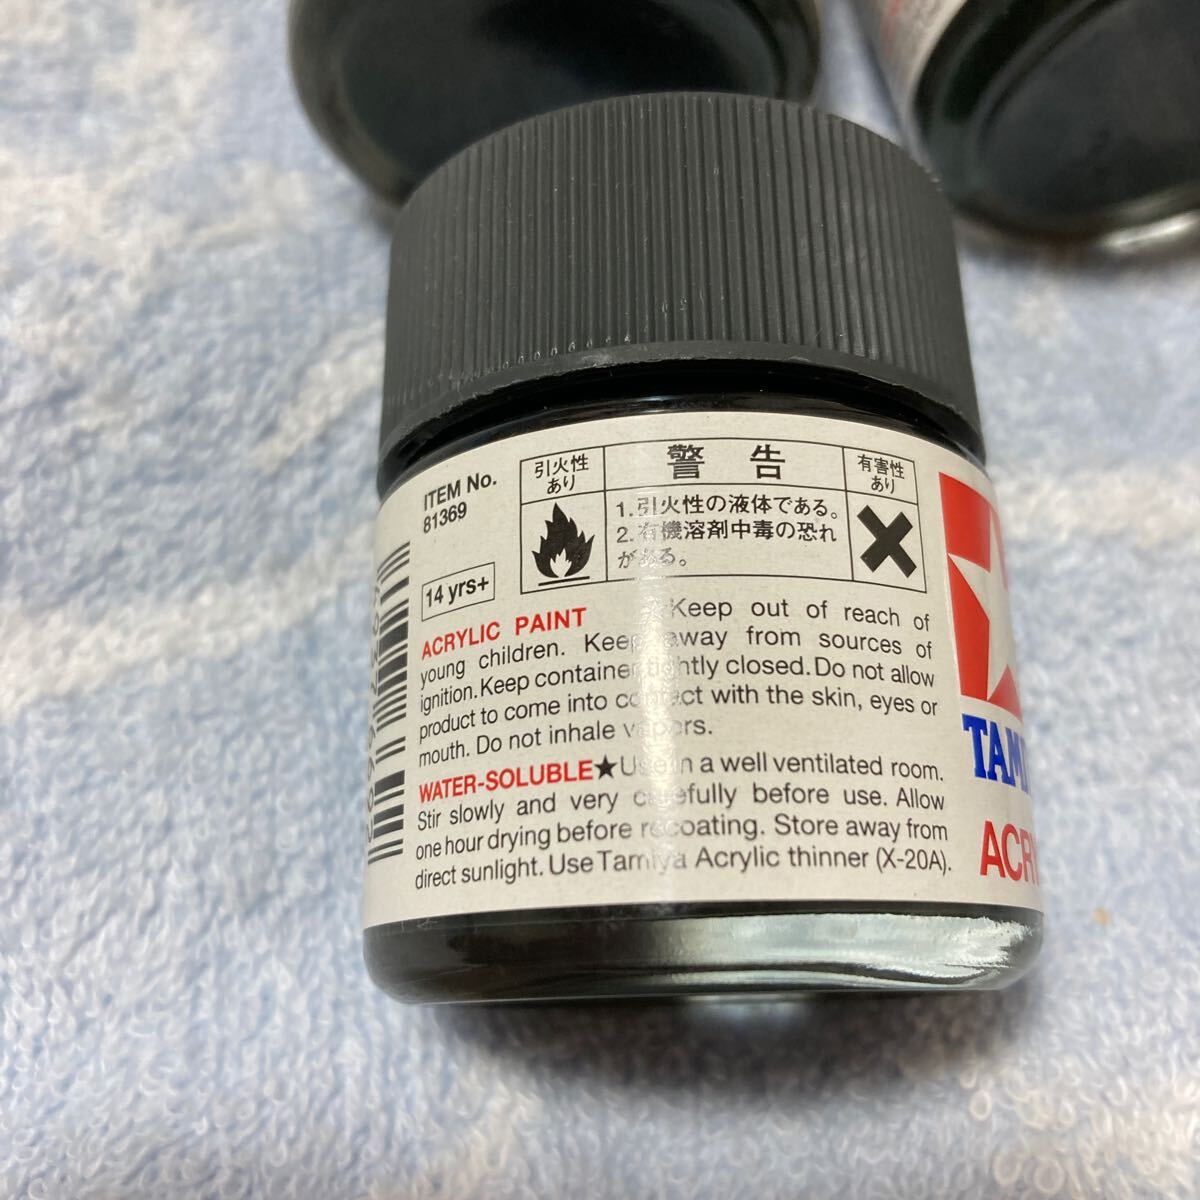 ITEM No.
81369
14 yrs+
引火性
あり
警告
1.引火性の液体である。
2.有機溶剤中毒の恐れ
がある。
有害性
あり
ACRYLIC PAINT ★Keep out of reach of
young children. Keep away from sources of
ignition.Keep container tightly closed.Do not allow
product to come into contact with the skin, eyes or
mouth. Do not inhale vapors.
WATER-SOLUBLE★Use in a well ventilated room.
Stir slowly and very carefully before use. Allow
one hour drying before recoating. Store away from
direct sunlight. Use Tamiya Acrylic thinner (X-20A).
TAMI
ACRY